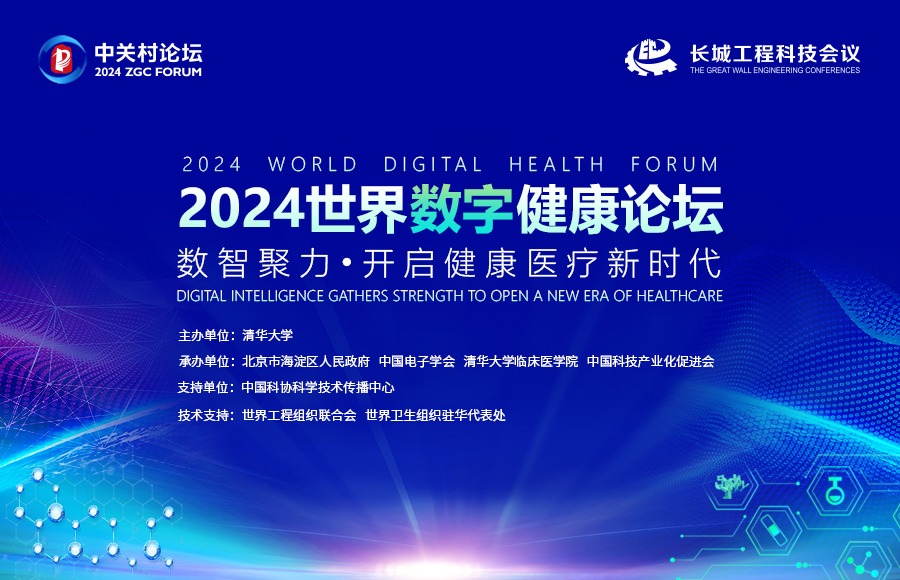 中关村论坛
2024 ZGC FORUM
长城工程科技会议
THE GREAT WALL ENGINEERING CONFERENCES
2024 WORLD DIGITAL HEALTH FORUM
2024世界数字健康论坛
数智聚力·开启健康医疗新时代
DIGITAL INTELLIGENCE GATHERS STRENGTH TO OPEN A NEW ERA OF HEALTHCARE
主办单位：清华大学
承办单位：北京市海淀区人民政府 中国电子学会 清华大学临床医学院 中国科技产业化促进会
支持单位：中国科协科学技术传播中心
技术支持：世界工程组织联合会 世界卫生组织驻华代表处